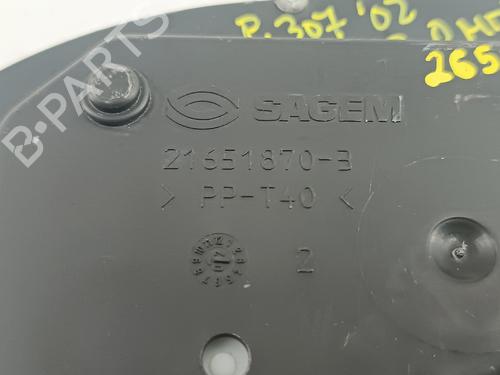 P. 307 '02
265
SAGEM
21651870-B
> PP-T40 <
2
B-PARTS